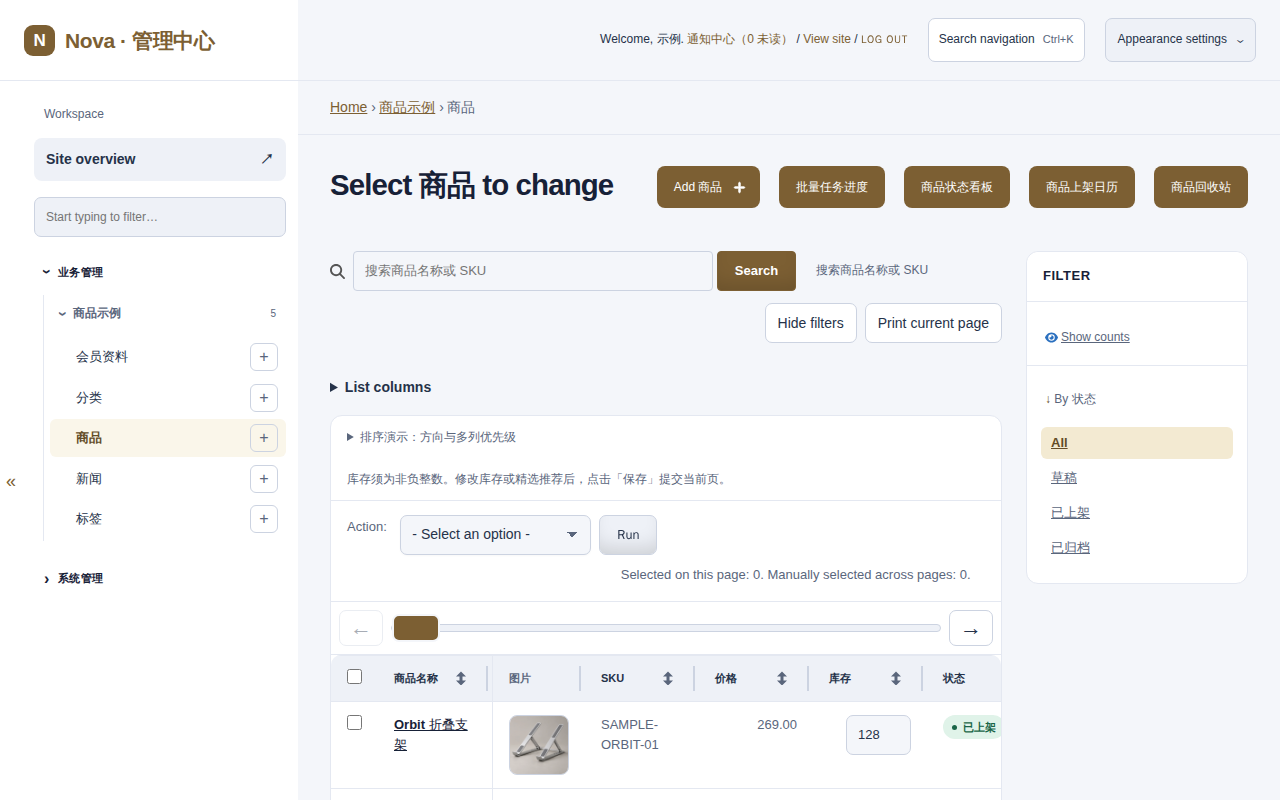 N Nova · 管理中心
Welcome, 示例. 通知中心（0 未读） / View site / LOG OUT
Search navigation Ctrl+K
Appearance settings
Workspace
Site overview ↗
Start typing to filter…
业务管理
商品示例 5
会员资料 +
分类 +
商品 +
新闻 +
标签 +
系统管理
«
Home › 商品示例 › 商品
Select 商品 to change
Add 商品 +
批量任务进度
商品状态看板
商品上架日历
商品回收站
搜索商品名称或 SKU
Search
搜索商品名称或 SKU
Hide filters
Print current page
List columns
排序演示：方向与多列优先级
库存须为非负整数。修改库存或精选推荐后，点击「保存」提交当前页。
Action: - Select an option - Run
Selected on this page: 0. Manually selected across pages: 0.
← →
商品名称 图片 SKU 价格 库存 状态
Orbit 折叠支
架
SAMPLE-
ORBIT-01
269.00
128
已上架
FILTER
Show counts
↓ By 状态
All
草稿
已上架
已归档